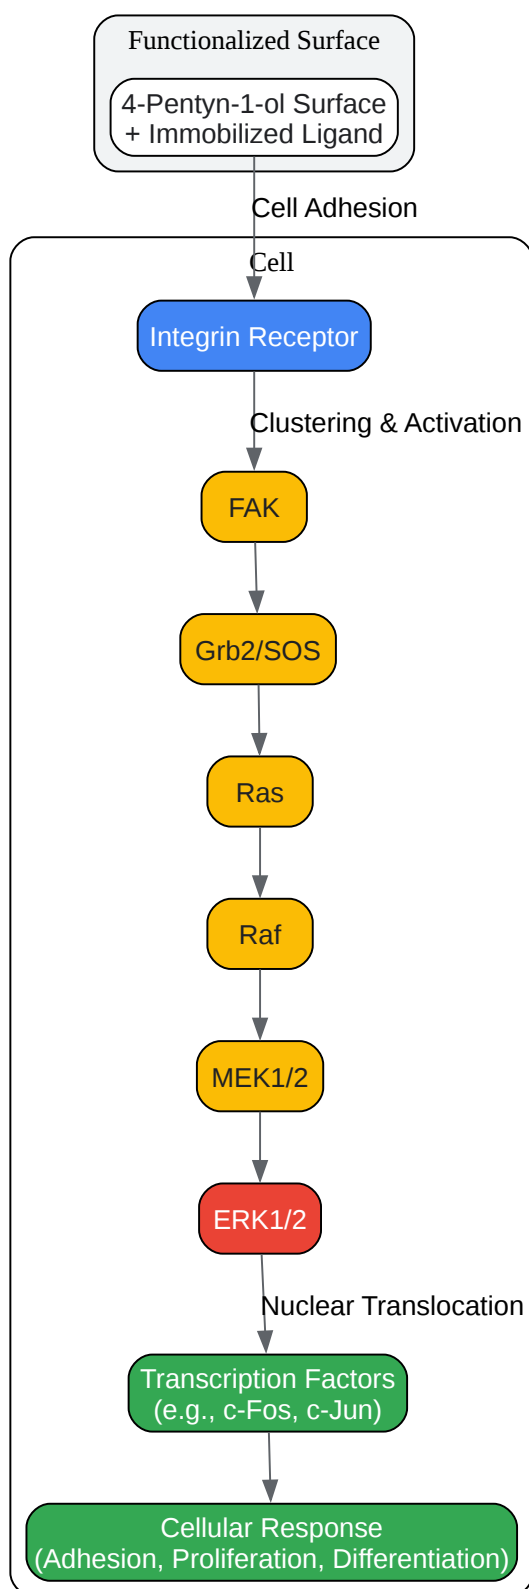 Functionalized Surface
4-Pentyn-1-ol Surface
+ Immobilized Ligand
Cell Adhesion
Cell
Integrin Receptor
Clustering & Activation
FAK
Grb2/SOS
Ras
Raf
MEK1/2
ERK1/2
Nuclear Translocation
Transcription Factors
(e.g., c-Fos, c-Jun)
Cellular Response
(Adhesion, Proliferation, Differentiation)